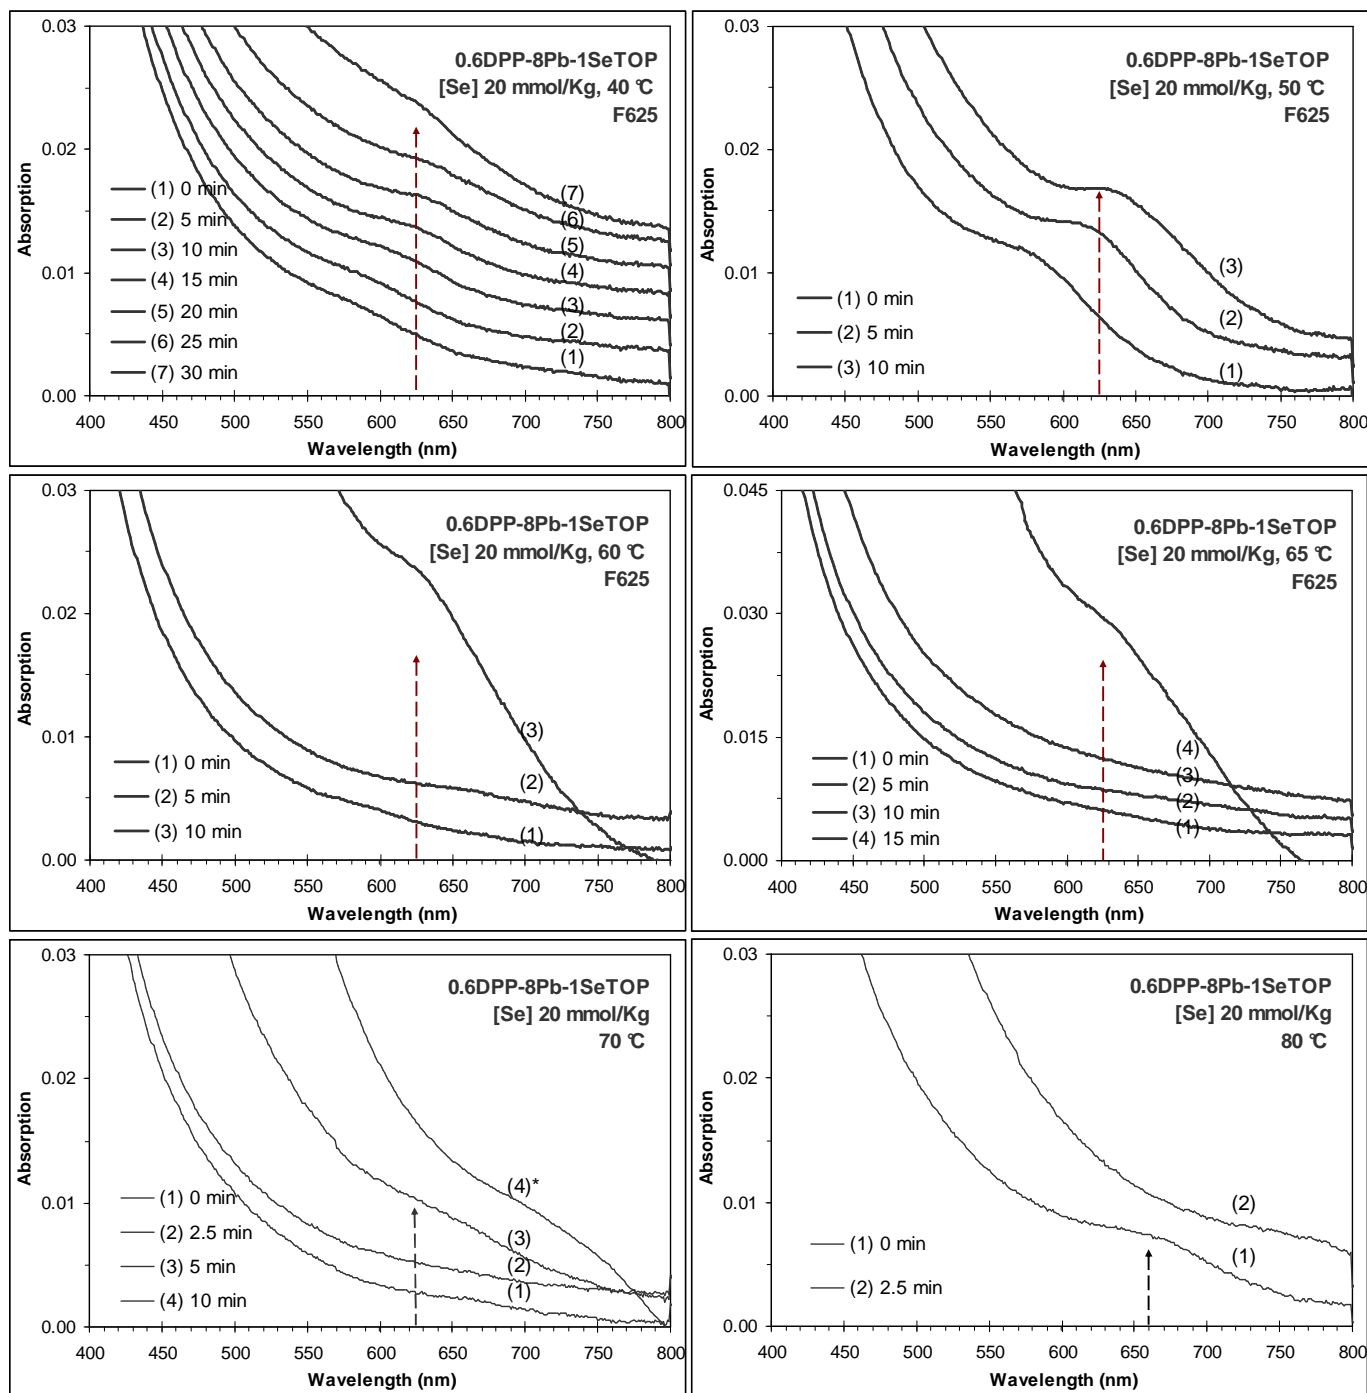 0.03
0.02
0.01
0.00
Absorption
400 450 500 550 600 650 700 750 800
Wavelength (nm)
0.6DPP-8Pb-1SeTOP
[Se] 20 mmol/Kg, 40 °C
F625
(1) 0 min
(2) 5 min
(3) 10 min
(4) 15 min
(5) 20 min
(6) 25 min
(7) 30 min
(7)
(6)
(5)
(4)
(3)
(2)
(1)
0.03
0.02
0.01
0.00
Absorption
400 450 500 550 600 650 700 750 800
Wavelength (nm)
0.6DPP-8Pb-1SeTOP
[Se] 20 mmol/Kg, 50 °C
F625
(1) 0 min
(2) 5 min
(3) 10 min
(3)
(2)
(1)
0.03
0.02
0.01
0.00
Absorption
400 450 500 550 600 650 700 750 800
Wavelength (nm)
0.6DPP-8Pb-1SeTOP
[Se] 20 mmol/Kg, 60 °C
F625
(1) 0 min
(2) 5 min
(3) 10 min
(3)
(2)
(1)
0.045
0.030
0.015
0.000
Absorption
400 450 500 550 600 650 700 750 800
Wavelength (nm)
0.6DPP-8Pb-1SeTOP
[Se] 20 mmol/Kg, 65 °C
F625
(1) 0 min
(2) 5 min
(3) 10 min
(4) 15 min
(4)
(3)
(2)
(1)
0.03
0.02
0.01
0.00
Absorption
400 450 500 550 600 650 700 750 800
Wavelength (nm)
0.6DPP-8Pb-1SeTOP
[Se] 20 mmol/Kg
70 °C
(1) 0 min
(2) 2.5 min
(3) 5 min
(4) 10 min
(4)*
(3)
(2)
(1)
0.03
0.02
0.01
0.00
Absorption
400 450 500 550 600 650 700 750 800
Wavelength (nm)
0.6DPP-8Pb-1SeTOP
[Se] 20 mmol/Kg
80 °C
(1) 0 min
(2) 2.5 min
(2)
(1)